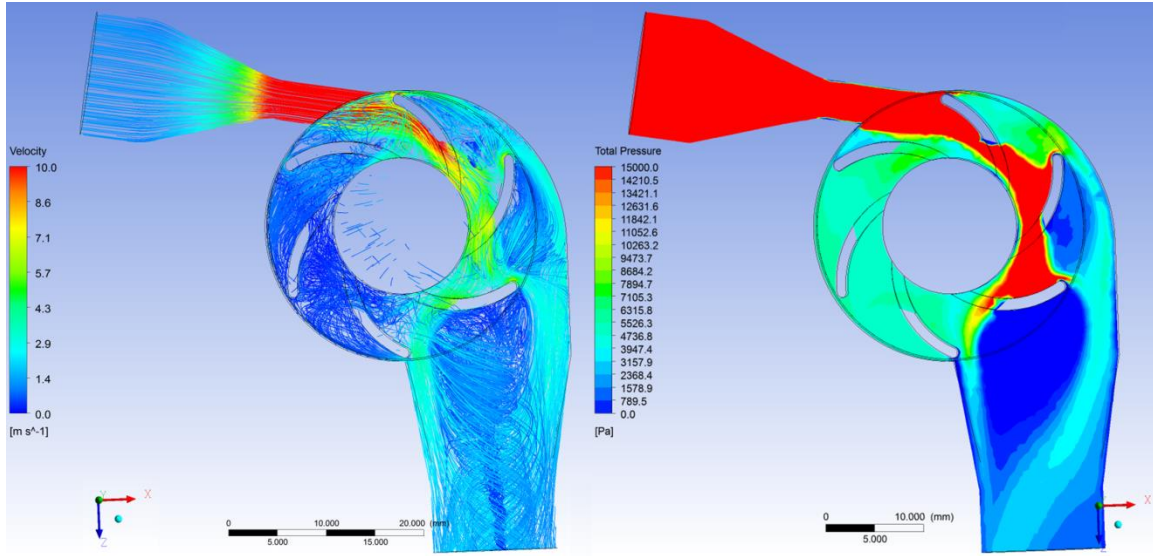 Velocity
10.0
8.6
7.1
5.7
4.3
2.9
1.4
0.0
[m s^-1]
X
Y
Z
0 10.000 20.000 (mm)
5.000 15.000
Total Pressure
15000.0
14210.5
13421.1
12631.6
11842.1
11052.6
10263.2
9473.7
8684.2
7894.7
7105.3
6315.8
5526.3
4736.8
3947.4
3157.9
2368.4
1578.9
789.5
0.0
[Pa]
0 10.000 (mm)
5.000
X
Z